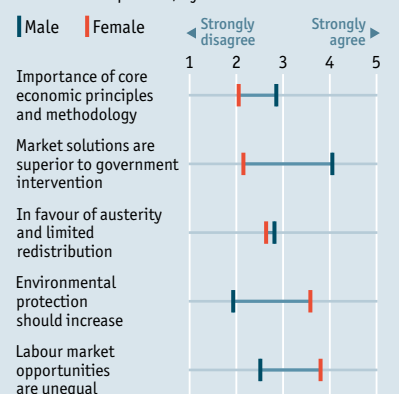 Male
Female
Strongly disagree
Strongly agree
1 2 3 4 5
Importance of core
economic principles
and methodology
Market solutions are
superior to government
intervention
In favour of austerity
and limited
redistribution
Environmental
protection
should increase
Labour market
opportunities
are unequal